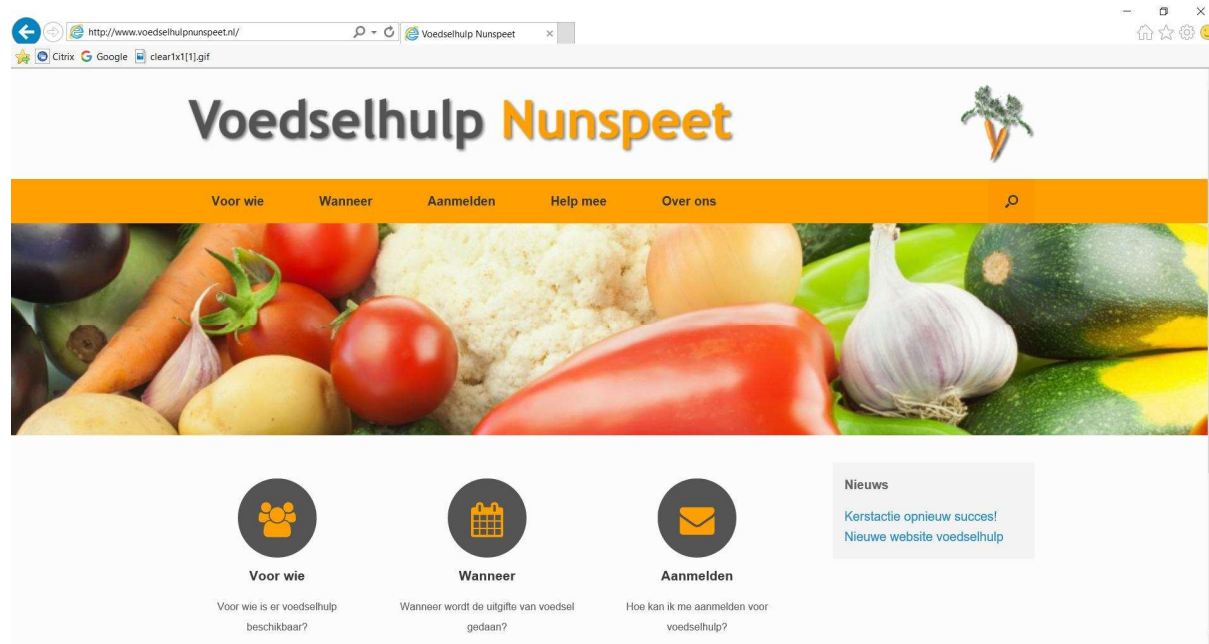 http://www.voedselhulpnunspeet.nl/
Voedselhulp Nunspeet
Citrix Google clear1x1[1].gif
Voedselhulp Nunspeet
Voor wie Wanneer Aanmelden Help mee Over ons
Nieuws
Kerstactie opnieuw succes!
Nieuwe website voedselhulp
Voor wie Wanneer Aanmelden
Voor wie is er voedselhulp
beschikbaar?
Wanneer wordt de uitgifte van voedsel
gedaan?
Hoe kan ik me aanmelden voor
voedselhulp?